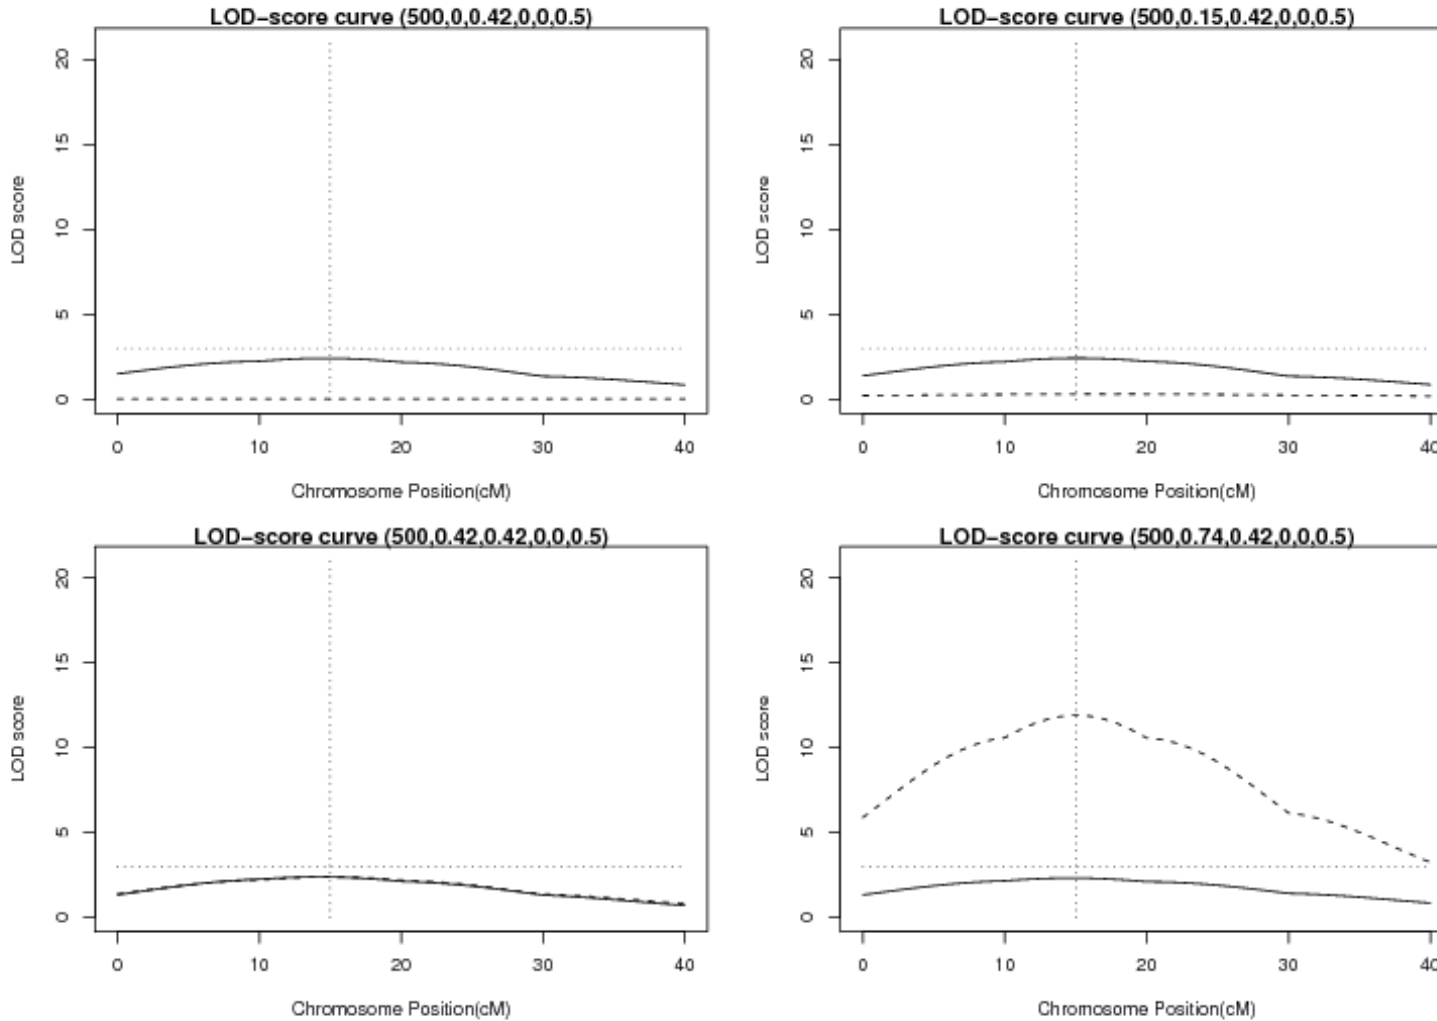 LOD−score curve (500,0,0.42,0,0,0.5)
20
15
10
5
0
LOD score
0 10 20 30 40
Chromosome Position(cM)
LOD−score curve (500,0.15,0.42,0,0,0.5)
20
15
10
5
0
LOD score
0 10 20 30 40
Chromosome Position(cM)
LOD−score curve (500,0.42,0.42,0,0,0.5)
20
15
10
5
0
LOD score
0 10 20 30 40
Chromosome Position(cM)
LOD−score curve (500,0.74,0.42,0,0,0.5)
20
15
10
5
0
LOD score
0 10 20 30 40
Chromosome Position(cM)